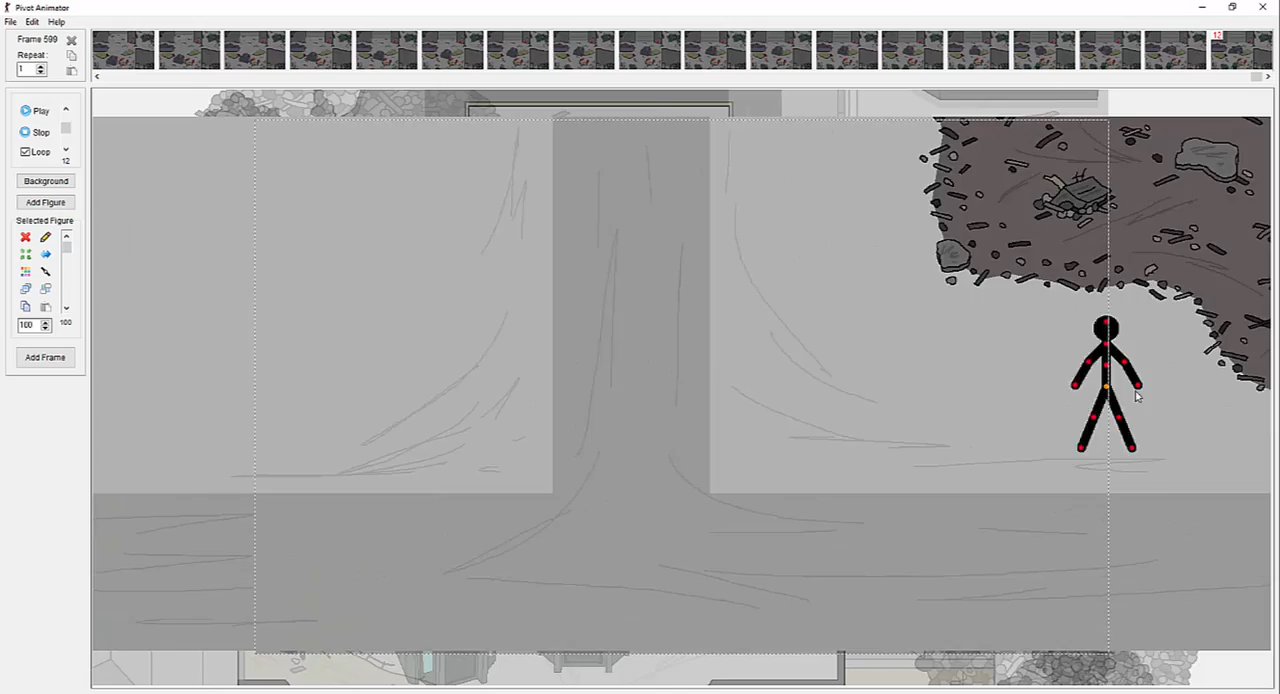 Pivot Animator
File Edit Help
Frame 599
Repeat:
1
12
Play
Stop
Loop
12
Background
Add Figure
Selected Figure
100
100
Add Frame